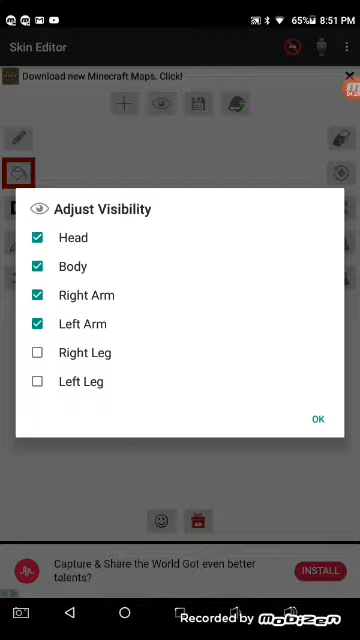 65% 8:51 PM
Skin Editor
Download new Minecraft Maps. Click!
Adjust Visibility
Head
Body
Right Arm
Left Arm
Right Leg
Left Leg
OK
Capture & Share the World Got even better
talents?
INSTALL
Recorded by MOBIZEN